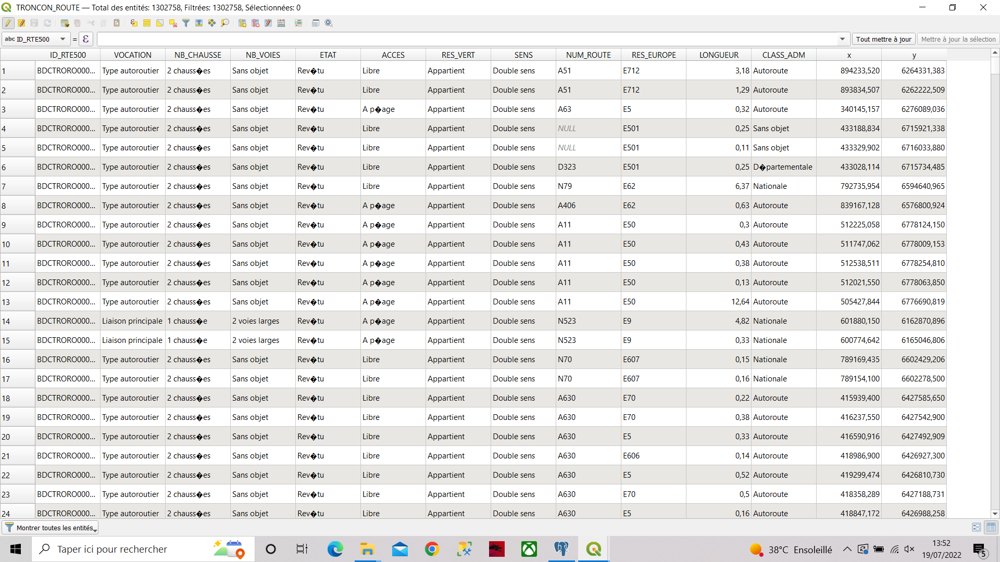 TRONCON_ROUTE — Total des entités: 1302758, Filtrées: 1302758, Sélectionnées: 0
abc ID_RTE500 = ε Tout mettre à jour Mettre à jour la sélection
ID_RTE500 VOCATION NB_CHAUSSE NB_VOIES ETAT ACCES RES_VERT SENS NUM_ROUTE RES_EUROPE LONGUEUR CLASS_ADM x y
1 BDCTRORO000... Type autoroutier 2 chauss�es Sans objet Rev�tu Libre Appartient Double sens A51 E712 3,18 Autoroute 894233,520 6264331,383
2 BDCTRORO000... Type autoroutier 2 chauss�es Sans objet Rev�tu Libre Appartient Double sens A51 E712 1,29 Autoroute 893834,507 6262222,509
3 BDCTRORO000... Type autoroutier 2 chauss�es Sans objet Rev�tu A p�age Appartient Double sens A63 E5 0,32 Autoroute 340145,157 6276089,036
4 BDCTRORO000... Type autoroutier 2 chauss�es Sans objet Rev�tu Libre Appartient Double sens NULL E501 0,25 Sans objet 433188,834 6715921,338
5 BDCTRORO000... Type autoroutier 2 chauss�es Sans objet Rev�tu Libre Appartient Double sens NULL E501 0,11 Sans objet 433329,902 6716033,880
6 BDCTRORO000... Type autoroutier 2 chauss�es Sans objet Rev�tu Libre Appartient Double sens D323 E501 0,25 D�partementale 433028,114 6715734,485
7 BDCTRORO000... Type autoroutier 2 chauss�es Sans objet Rev�tu Libre Appartient Double sens N79 E62 6,37 Nationale 792735,954 6594640,965
8 BDCTRORO000... Type autoroutier 2 chauss�es Sans objet Rev�tu A p�age Appartient Double sens A406 E62 0,63 Autoroute 839167,128 6576800,924
9 BDCTRORO000... Type autoroutier 2 chauss�es Sans objet Rev�tu A p�age Appartient Double sens A11 E50 0,3 Autoroute 512225,058 6778124,150
10 BDCTRORO000... Type autoroutier 2 chauss�es Sans objet Rev�tu A p�age Appartient Double sens A11 E50 0,43 Autoroute 511747,062 6778009,153
11 BDCTRORO000... Type autoroutier 2 chauss�es Sans objet Rev�tu A p�age Appartient Double sens A11 E50 0,38 Autoroute 512538,511 6778254,810
12 BDCTRORO000... Type autoroutier 2 chauss�es Sans objet Rev�tu A p�age Appartient Double sens A11 E50 0,13 Autoroute 512021,550 6778063,850
13 BDCTRORO000... Type autoroutier 2 chauss�es Sans objet Rev�tu A p�age Appartient Double sens A11 E50 12,64 Autoroute 505427,844 6776690,819
14 BDCTRORO000... Liaison principale 1 chauss�e 2 voies larges Rev�tu A p�age Appartient Double sens N523 E9 4,82 Nationale 601880,150 6162870,896
15 BDCTRORO000... Liaison principale 1 chauss�e 2 voies larges Rev�tu A p�age Appartient Double sens N523 E9 0,33 Nationale 600774,642 6165046,806
16 BDCTRORO000... Type autoroutier 2 chauss�es Sans objet Rev�tu Libre Appartient Double sens N70 E607 0,15 Nationale 789169,435 6602429,206
17 BDCTRORO000... Type autoroutier 2 chauss�es Sans objet Rev�tu Libre Appartient Double sens N70 E607 0,16 Nationale 789154,100 6602278,500
18 BDCTRORO000... Type autoroutier 2 chauss�es Sans objet Rev�tu Libre Appartient Double sens A630 E70 0,22 Autoroute 415939,400 6427585,650
19 BDCTRORO000... Type autoroutier 2 chauss�es Sans objet Rev�tu Libre Appartient Double sens A630 E70 0,38 Autoroute 416237,550 6427542,900
20 BDCTRORO000... Type autoroutier 2 chauss�es Sans objet Rev�tu Libre Appartient Double sens A630 E5 0,33 Autoroute 416590,916 6427492,909
21 BDCTRORO000... Type autoroutier 2 chauss�es Sans objet Rev�tu Libre Appartient Double sens A630 E606 0,14 Autoroute 418986,900 6426927,300
22 BDCTRORO000... Type autoroutier 2 chauss�es Sans objet Rev�tu Libre Appartient Double sens A630 E5 0,52 Autoroute 419299,474 6426810,730
23 BDCTRORO000... Type autoroutier 2 chauss�es Sans objet Rev�tu Libre Appartient Double sens A630 E70 0,5 Autoroute 418358,289 6427188,731
24 BDCTRORO000... Type autoroutier 2 chauss�es Sans objet Rev�tu Libre Appartient Double sens A630 E5 0,16 Autoroute 418847,172 6426988,258
Montrer toutes les entités
Taper ici pour rechercher 38°C Ensoleillé 13:52
19/07/2022 5